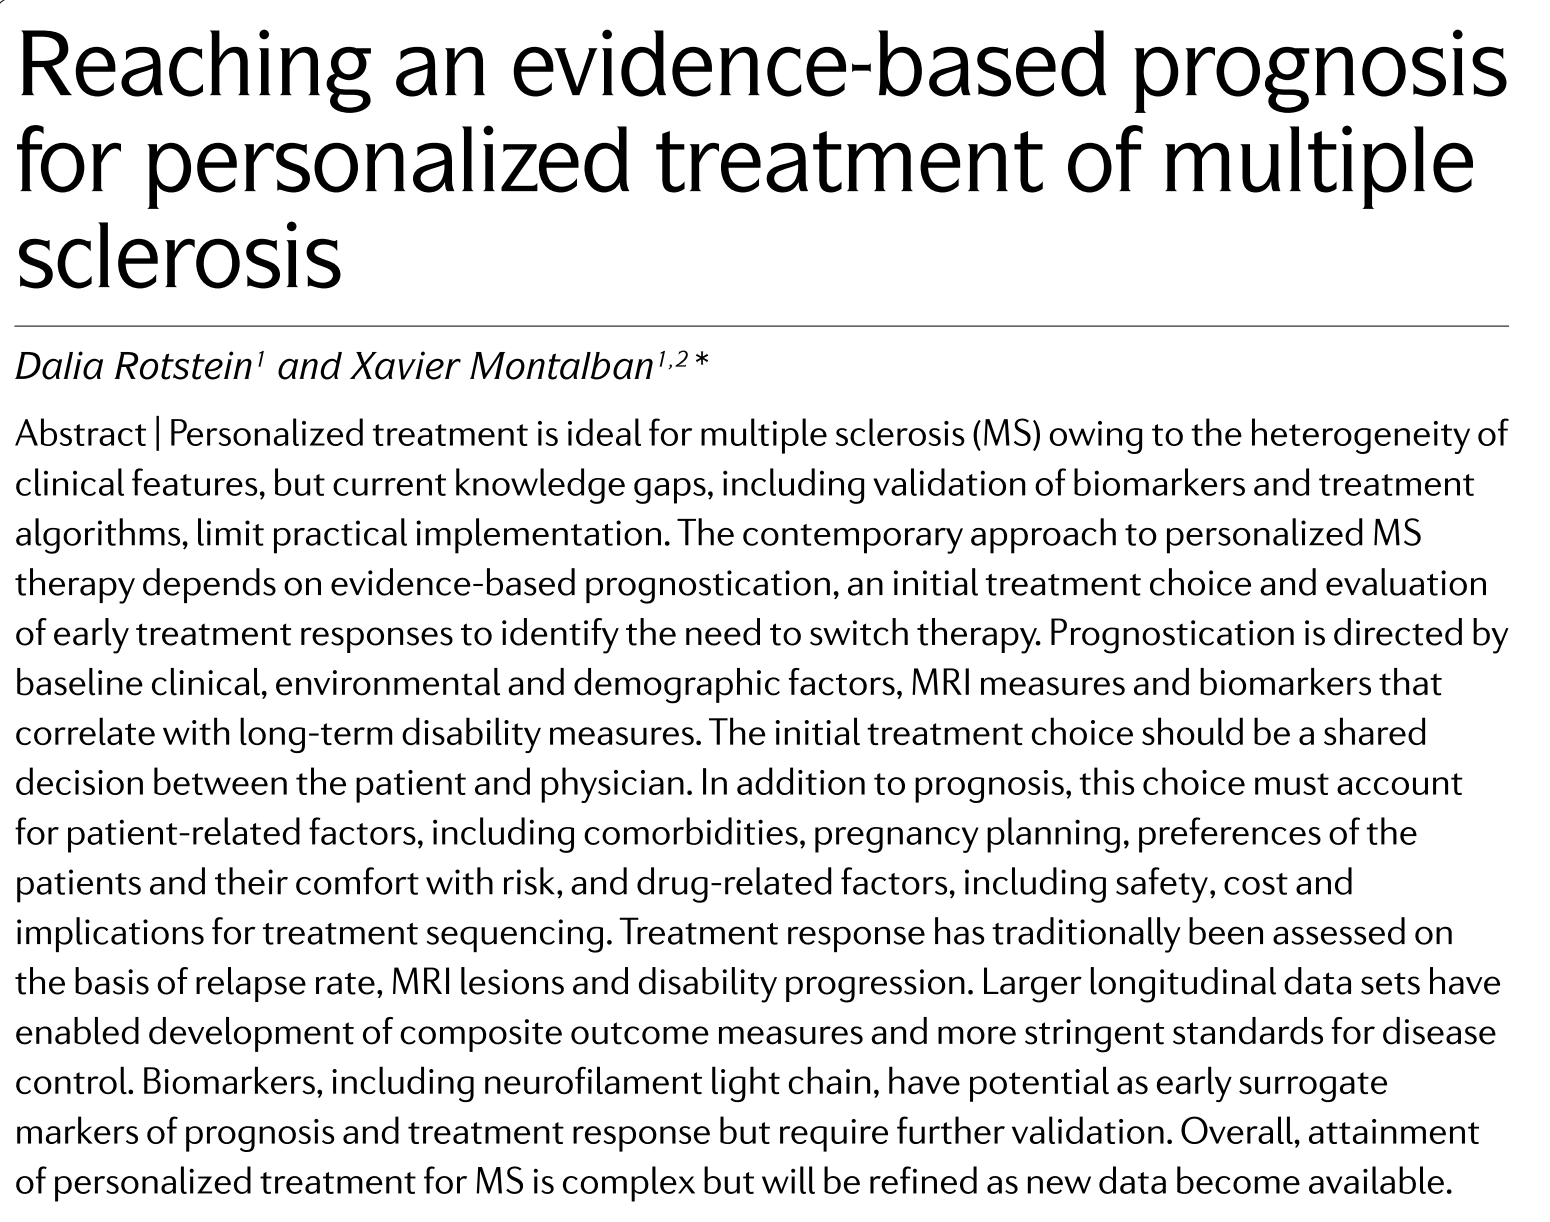 Reaching an evidence-based prognosis
for personalized treatment of multiple
sclerosis
Dalia Rotstein1 and Xavier Montalban1,2*
Abstract | Personalized treatment is ideal for multiple sclerosis (MS) owing to the heterogeneity of
clinical features, but current knowledge gaps, including validation of biomarkers and treatment
algorithms, limit practical implementation. The contemporary approach to personalized MS
therapy depends on evidence-based prognostication, an initial treatment choice and evaluation
of early treatment responses to identify the need to switch therapy. Prognostication is directed by
baseline clinical, environmental and demographic factors, MRI measures and biomarkers that
correlate with long-term disability measures. The initial treatment choice should be a shared
decision between the patient and physician. In addition to prognosis, this choice must account
for patient-related factors, including comorbidities, pregnancy planning, preferences of the
patients and their comfort with risk, and drug-related factors, including safety, cost and
implications for treatment sequencing. Treatment response has traditionally been assessed on
the basis of relapse rate, MRI lesions and disability progression. Larger longitudinal data sets have
enabled development of composite outcome measures and more stringent standards for disease
control. Biomarkers, including neurofilament light chain, have potential as early surrogate
markers of prognosis and treatment response but require further validation. Overall, attainment
of personalized treatment for MS is complex but will be refined as new data become available.